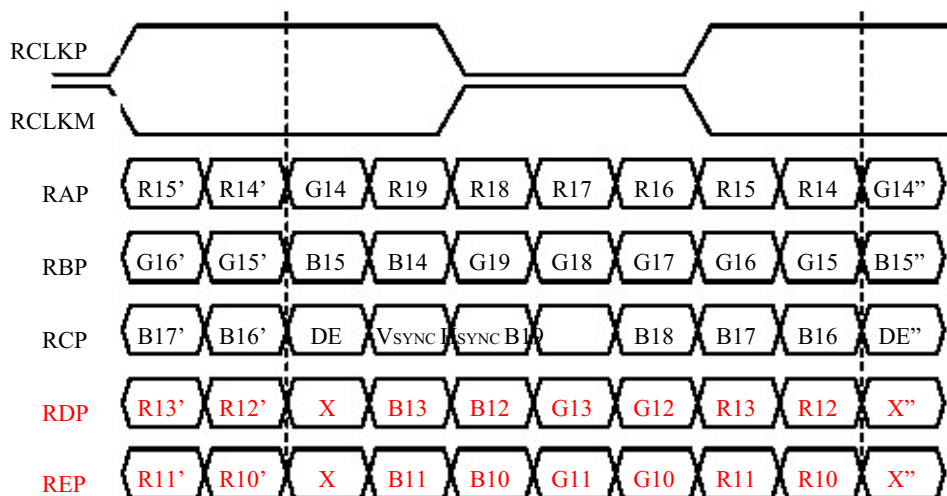 RCLKP
RCLKM
RAP R15’ R14’ G14 R19 R18 R17 R16 R15 R14 G14”
RBP G16’ G15’ B15 B14 G19 G18 G17 G16 G15 B15”
RCP B17’ B16’ DE VSYNC HSYNC B19 B18 B17 B16 DE”
RDP R13’ R12’ X B13 B12 G13 G12 R13 R12 X”
REP R11’ R10’ X B11 B10 G11 G10 R11 R10 X”